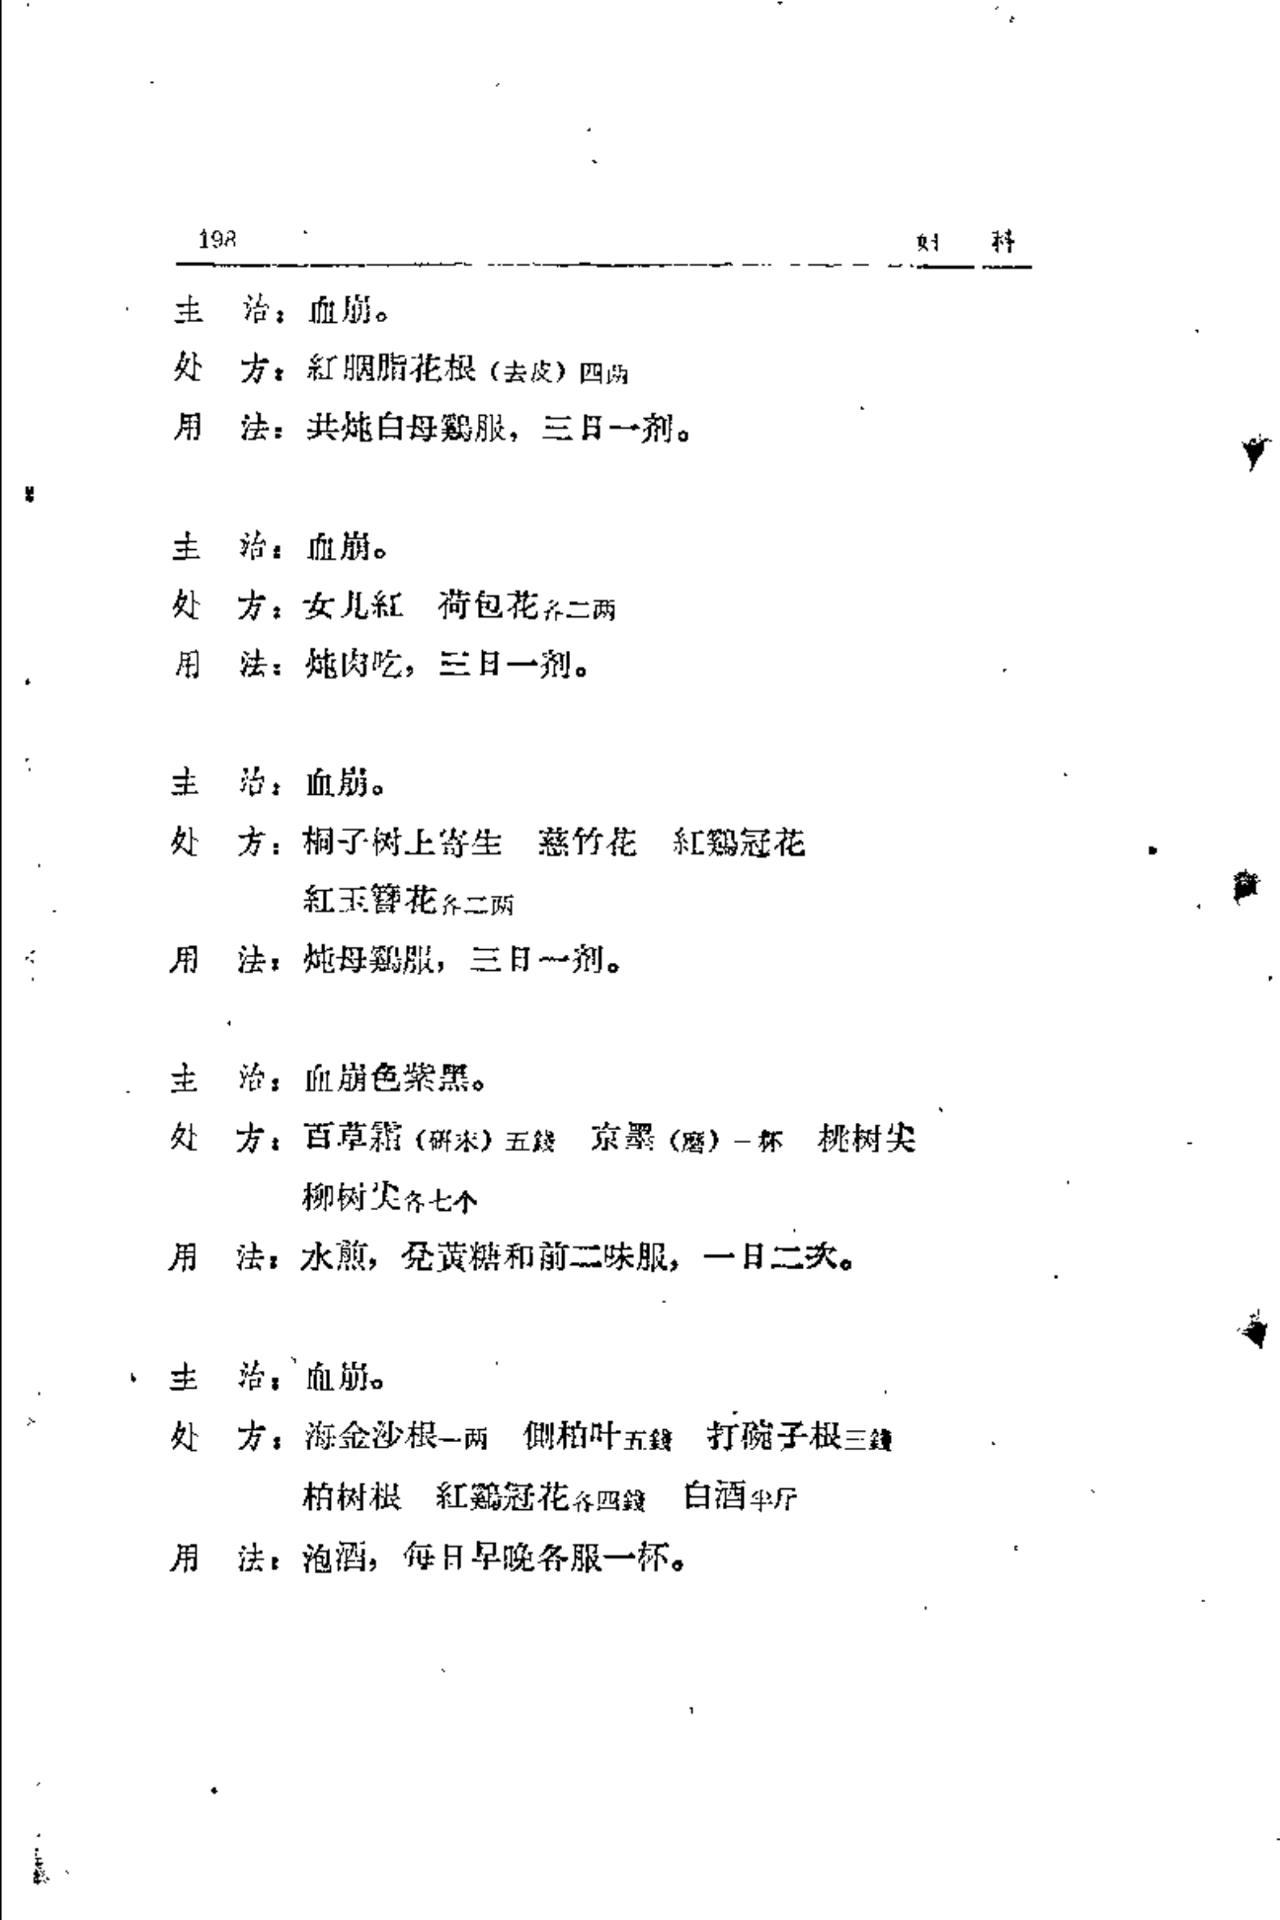 198 妇 科
主 治：血崩。
处 方：紅胭脂花根（去皮）四两
用 法：共炖白母鷄服，三日一剂。
主 治：血崩。
处 方：女儿紅 荷包花各二两
用 法：炖肉吃，三日一剂。
主 治：血崩。
处 方：桐子树上寄生 慈竹花 紅鷄冠花
紅玉簪花各二两
用 法：炖母鷄服，三日一剂。
主 治：血崩色紫黑。
处 方：百草霜（研末）五錢 京墨（磨）一杯 桃树尖
柳树尖各七个
用 法：水煎，兌黃糖和前二味服，一日二次。
主 治：血崩。
处 方：海金沙根一两 側柏叶五錢 打碗子根三錢
柏树根 紅鷄冠花各四錢 白酒半斤
用 法：泡酒，每日早晚各服一杯。